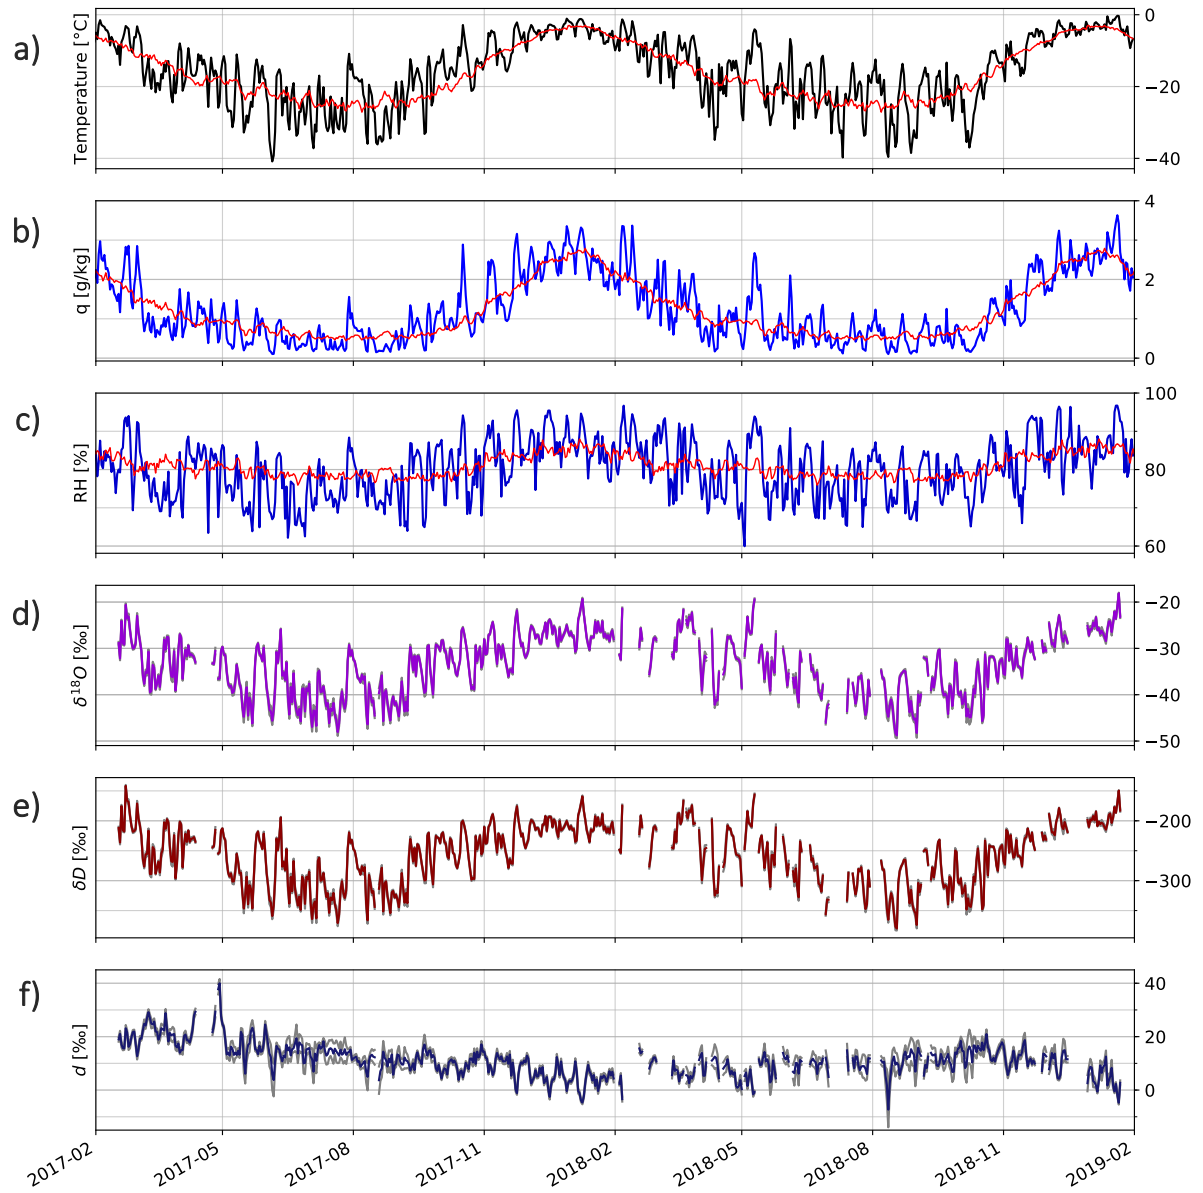 a)
Temperature [°C]
0
−20
−40
b)
q [g/kg]
4
2
0
c)
RH [%]
100
80
60
d)
δ¹⁸O [‰]
−20
−30
−40
−50
e)
δD [‰]
−200
−300
f)
d [‰]
40
20
0
2017-02
2017-05
2017-08
2017-11
2018-02
2018-05
2018-08
2018-11
2019-02